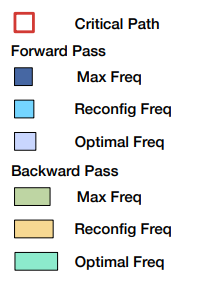 Critical Path
Forward Pass
Max Freq
Reconfig Freq
Optimal Freq
Backward Pass
Max Freq
Reconfig Freq
Optimal Freq